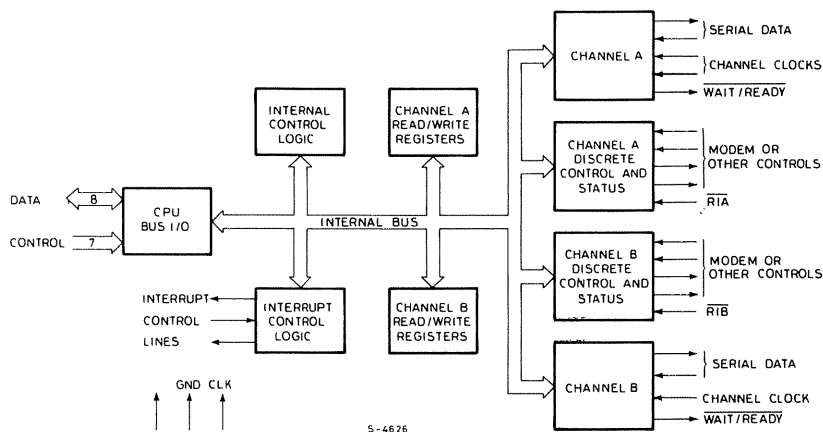 CHANNEL A
SERIAL DATA
CHANNEL CLOCKS
WAIT/READY
INTERNAL
CONTROL
LOGIC
CHANNEL A
READ/WRITE
REGISTERS
CHANNEL A
DISCRETE
CONTROL AND
STATUS
MODEM OR
OTHER CONTROLS
RIA
DATA
8
CONTROL
7
CPU
BUS I/O
INTERNAL BUS
CHANNEL B
DISCRETE
CONTROL AND
STATUS
MODEM OR
OTHER CONTROLS
RIB
INTERRUPT
CONTROL
LINES
INTERRUPT
CONTROL
LOGIC
CHANNEL B
READ/WRITE
REGISTERS
CHANNEL B
SERIAL DATA
CHANNEL CLOCK
WAIT/READY
GND CLK
S-4626